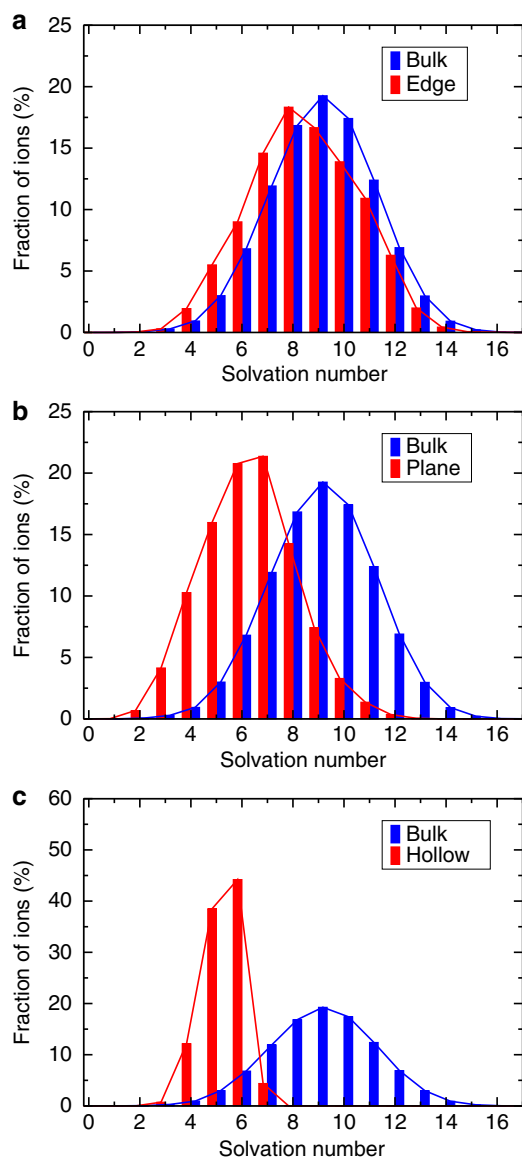 a
25
20
15
10
5
0
Fraction of ions (%)
Bulk
Edge
0 2 4 6 8 10 12 14 16
Solvation number
b
25
20
15
10
5
0
Fraction of ions (%)
Bulk
Plane
0 2 4 6 8 10 12 14 16
Solvation number
c
60
50
40
30
20
10
0
Fraction of ions (%)
Bulk
Hollow
0 2 4 6 8 10 12 14 16
Solvation number